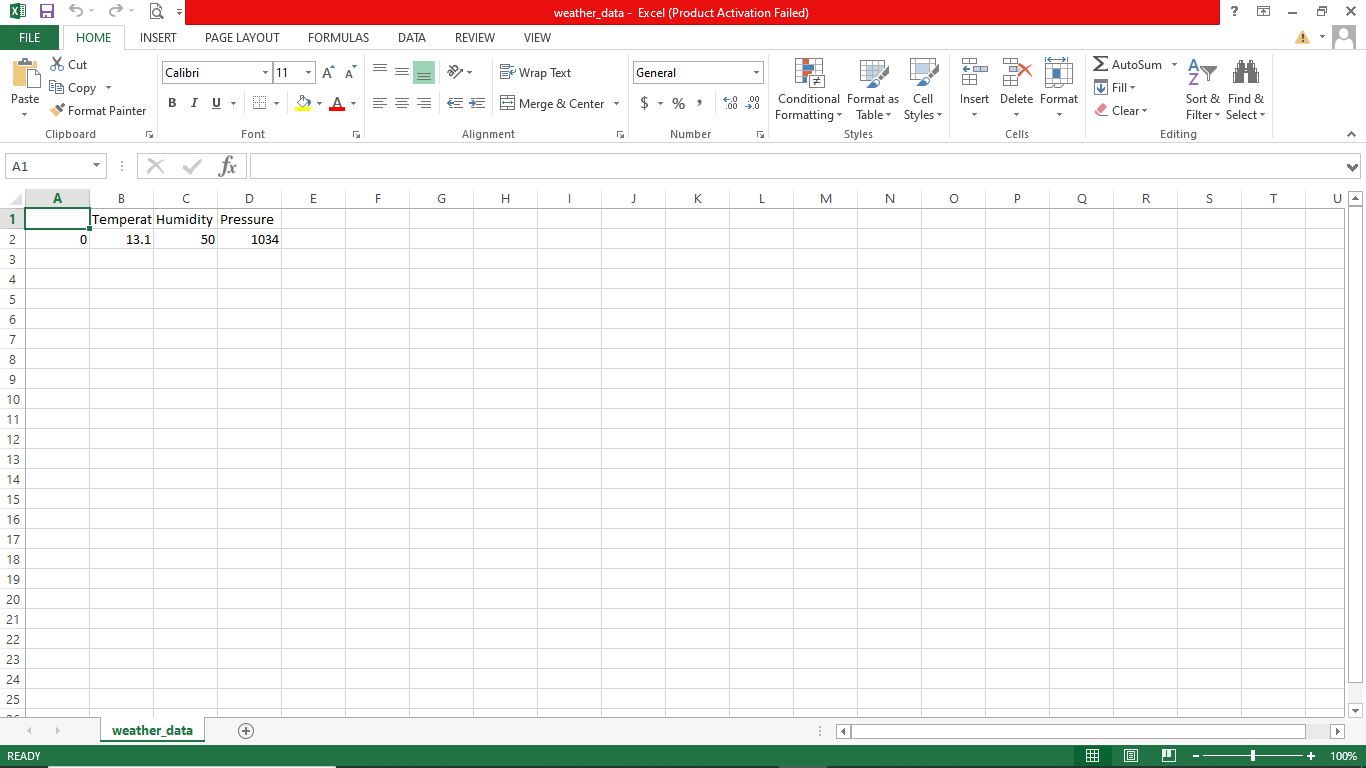 weather_data - Excel (Product Activation Failed)
FILE HOME INSERT PAGE LAYOUT FORMULAS DATA REVIEW VIEW
Cut
Copy
Format Painter
Paste
Clipboard
Calibri 11
B I U
Font
Wrap Text
Merge & Center
Alignment
General
$ % ,
Number
Conditional Formatting
Format as Table
Cell Styles
Styles
Insert Delete Format
Cells
AutoSum
Fill
Clear
Sort & Filter
Find & Select
Editing
A1
fx
A B C D E F G H I J K L M N O P Q R S T U
1 Temperat Humidity Pressure
2 0 13.1 50 1034
3
4
5
6
7
8
9
10
11
12
13
14
15
16
17
18
19
20
21
22
23
24
25
weather_data
READY 100%